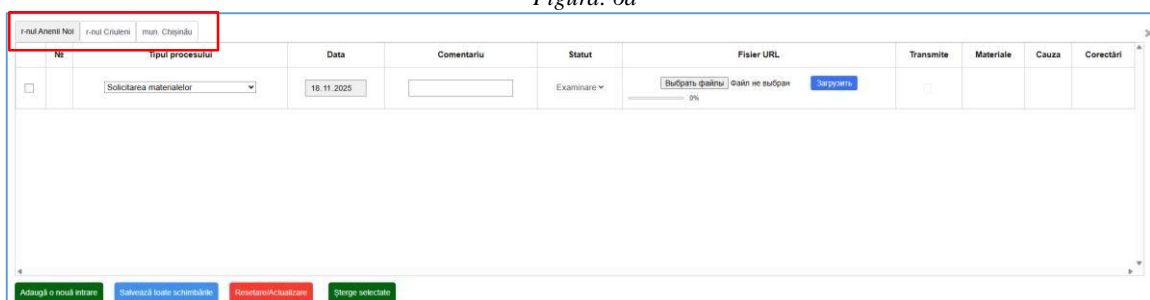 Figura. 6a
r-nul Anenii Noi r-nul Criuleni mun. Chișinău
№ Tipul procesului Data Comentariu Statut Fisier URL Transmite Materiale Cauza Corectări
Solicitarea materialelor 18.11.2025 Examinare Выбрать файлы Файл не выбран Загрузить
0%
Adaugă o nouă intrare Salvează toate schimbările Resetare/Actualizare Șterge selectate